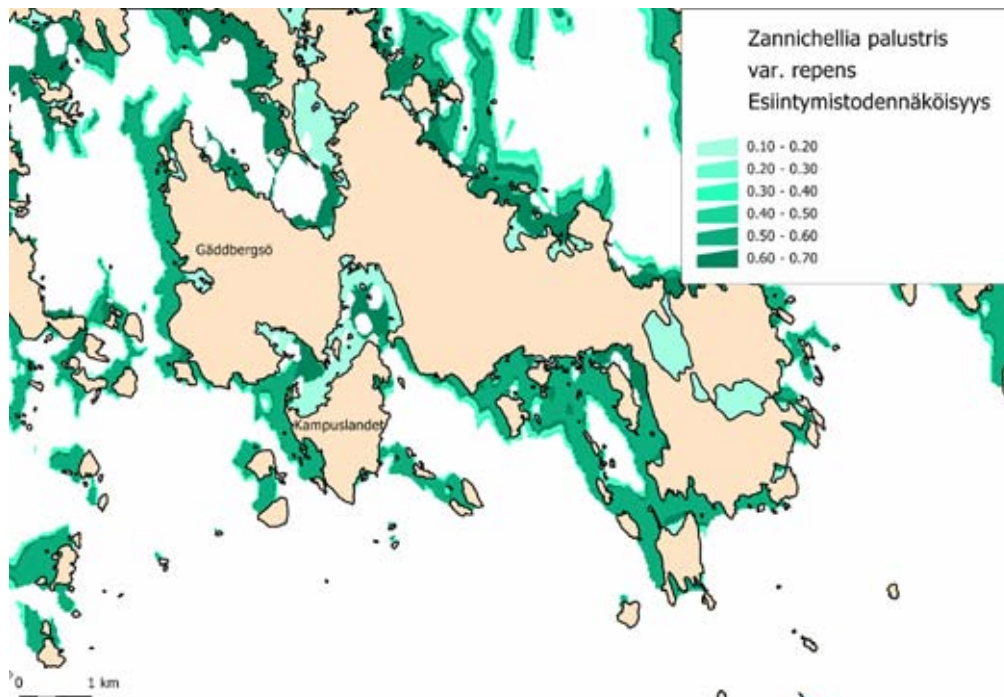 Zannichellia palustris
var. repens
Esiintymistodennäköisyys
0.10 - 0.20
0.20 - 0.30
0.30 - 0.40
0.40 - 0.50
0.50 - 0.60
0.60 - 0.70
Gäddbergsö
Kampuslandet
0 1 km